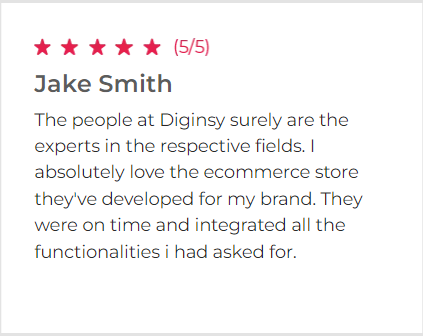 (5/5)
Jake Smith
The people at Diginsy surely are the
experts in the respective fields. I
absolutely love the ecommerce store
they've developed for my brand. They
were on time and integrated all the
functionalities i had asked for.